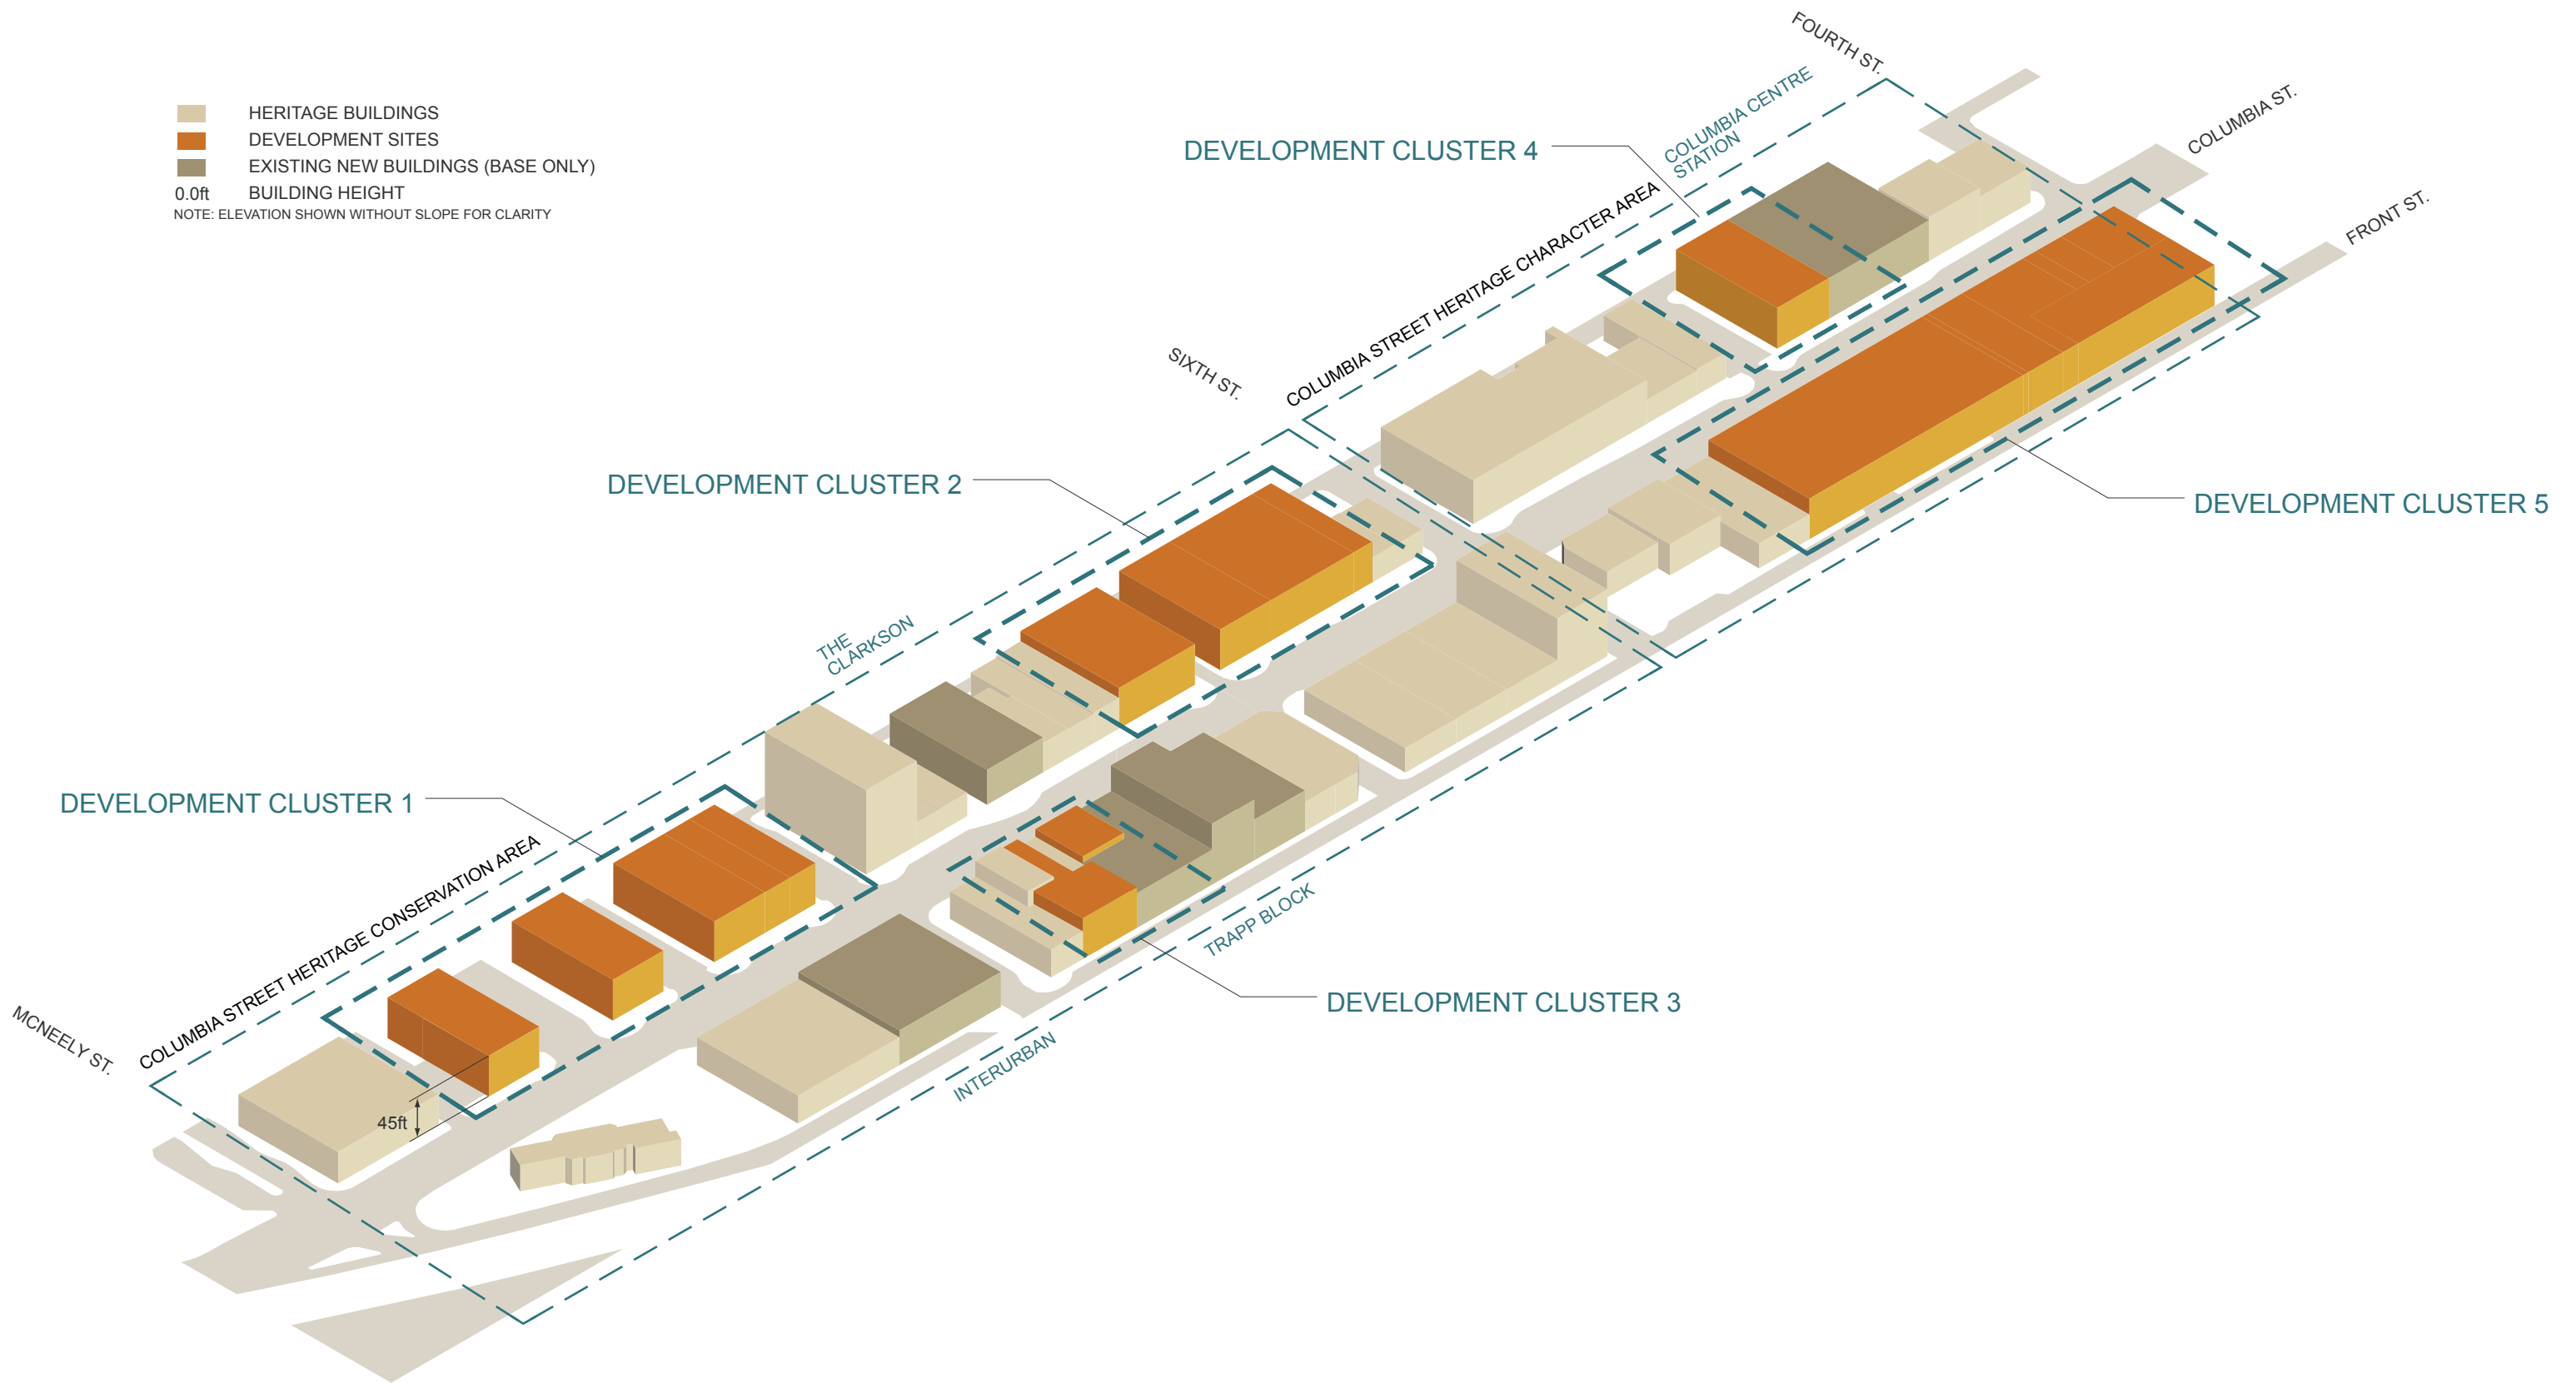 HERITAGE BUILDINGS
DEVELOPMENT SITES
EXISTING NEW BUILDINGS (BASE ONLY)
0.0ft BUILDING HEIGHT
NOTE: ELEVATION SHOWN WITHOUT SLOPE FOR CLARITY
FOURTH ST.
COLUMBIA ST.
FRONT ST.
COLUMBIA CENTRE
STATION
DEVELOPMENT CLUSTER 4
COLUMBIA STREET HERITAGE CHARACTER AREA
SIXTH ST.
DEVELOPMENT CLUSTER 2
DEVELOPMENT CLUSTER 5
THE
CLARKSON
DEVELOPMENT CLUSTER 1
COLUMBIA STREET HERITAGE CONSERVATION AREA
TRAPP BLOCK
DEVELOPMENT CLUSTER 3
MCNEELY ST.
INTERURBAN
45ft